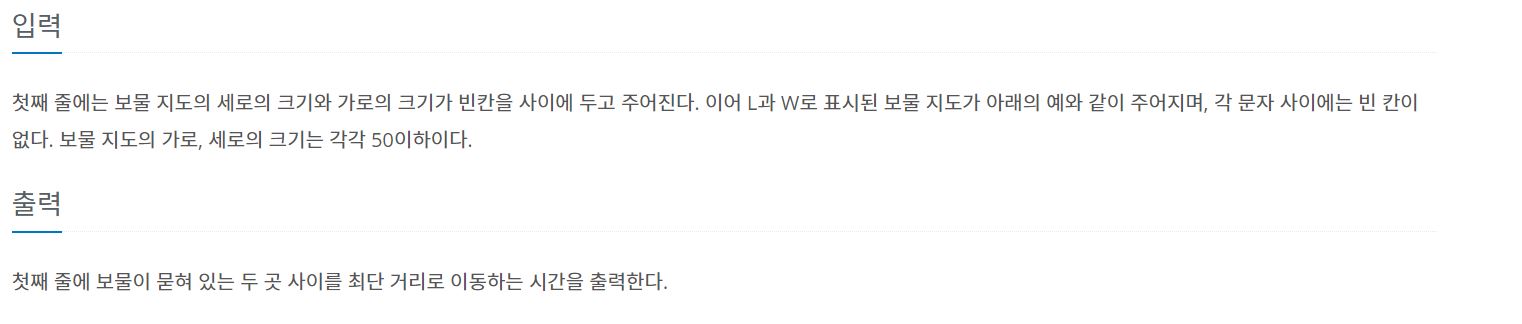 입력
첫째 줄에는 보물 지도의 세로의 크기와 가로의 크기가 빈칸을 사이에 두고 주어진다. 이어 L과 W로 표시된 보물 지도가 아래의 예와 같이 주어지며, 각 문자 사이에는 빈 칸이
없다. 보물 지도의 가로, 세로의 크기는 각각 50이하이다.
출력
첫째 줄에 보물이 묻혀 있는 두 곳 사이를 최단 거리로 이동하는 시간을 출력한다.